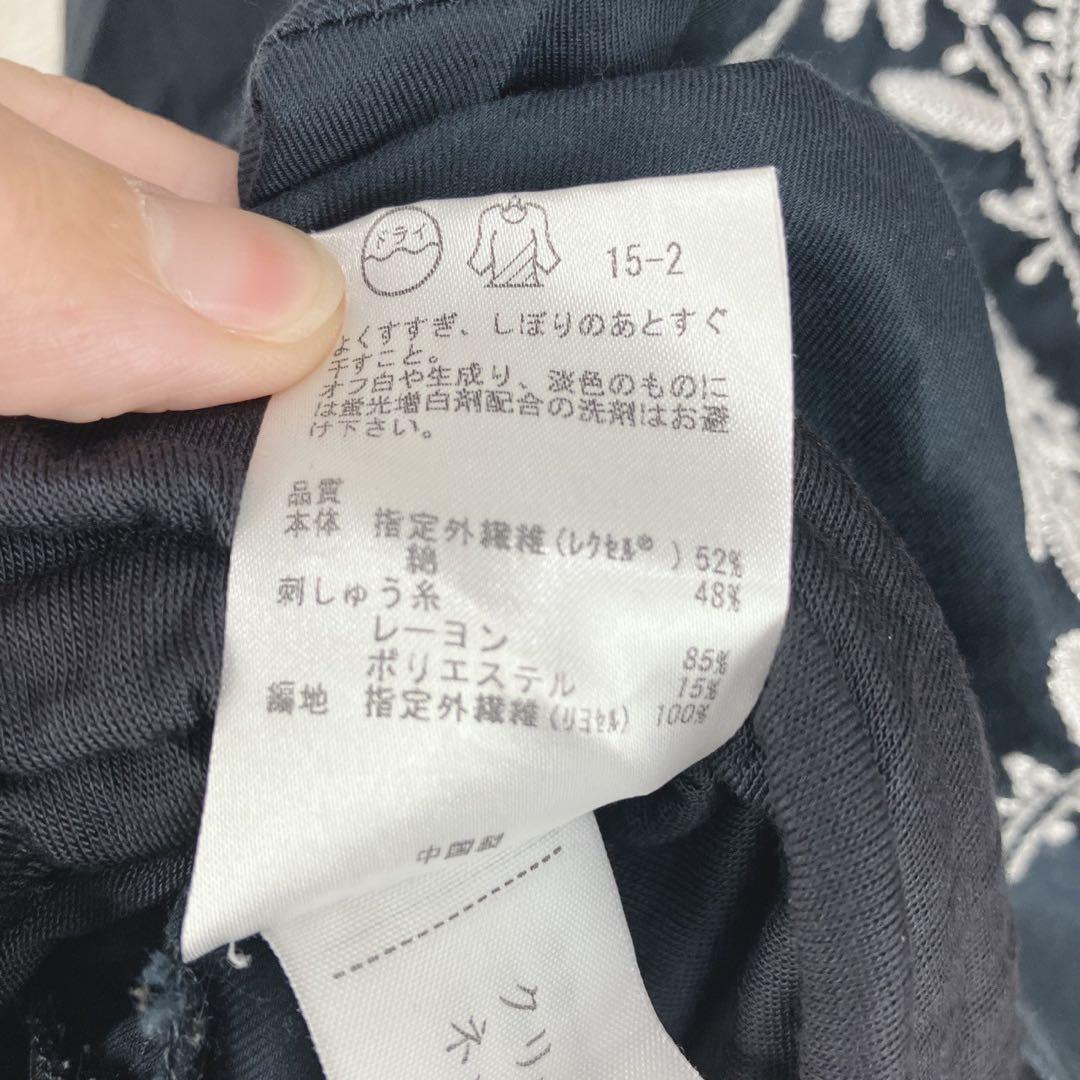 ドライ
15-2
よくすすぎ、しぼりのあとすぐ
干すこと。
オフ白や生成り、淡色のものに
は蛍光増白剤配合の洗剤はお避
け下さい。
品質
本体 指定外繊維(レクセル®)52%
綿 48%
刺しゅう糸
レーヨン 85%
ポリエステル 15%
編地 指定外繊維(リヨセル) 100%
中国製
クリ
ネ